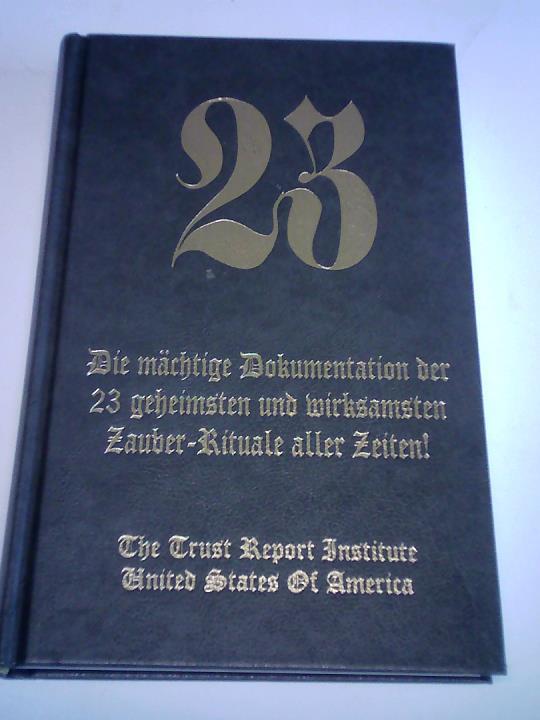 23
Die mächtige Dokumentation der
23 geheimsten und wirksamsten
Zauber-Rituale aller Zeiten!
The Trust Report Institute
United States Of America